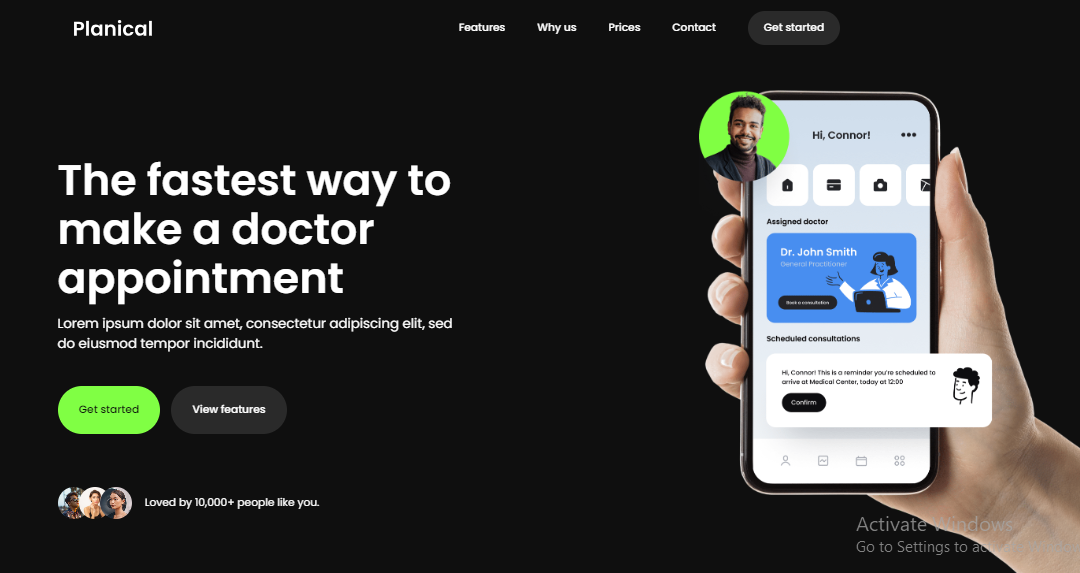 Planical
Features
Why us
Prices
Contact
Get started
The fastest way to
make a doctor
appointment
Lorem ipsum dolor sit amet, consectetur adipiscing elit, sed
do eiusmod tempor incididunt.
Get started
View features
Loved by 10,000+ people like you.
Hi, Connor!
Assigned doctor
Dr. John Smith
General Practitioner
Book a consultation
Scheduled consultations
Hi, Connor! This is a reminder you're scheduled to
arrive at Medical Center, today at 12:00
Confirm
Activate Windows
Go to Settings to